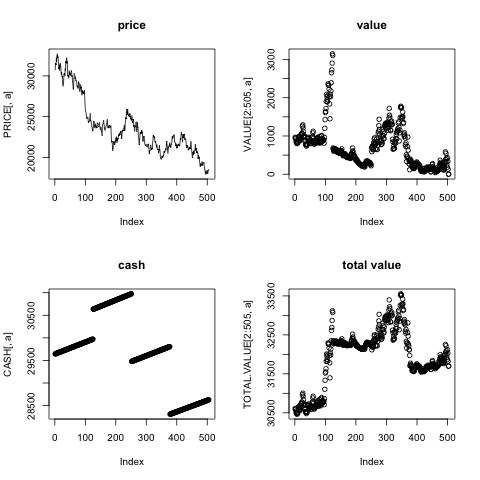 price
PRICE[, a]
20000 25000 30000
0 100 200 300 400 500
Index
value
VALUE[2:505, a]
0 1000 2000 3000
0 100 200 300 400 500
Index
cash
CASH[, a]
28500 29500 30500
0 100 200 300 400 500
Index
total value
TOTAL.VALUE[2:505, a]
30500 31500 32500 33500
0 100 200 300 400 500
Index